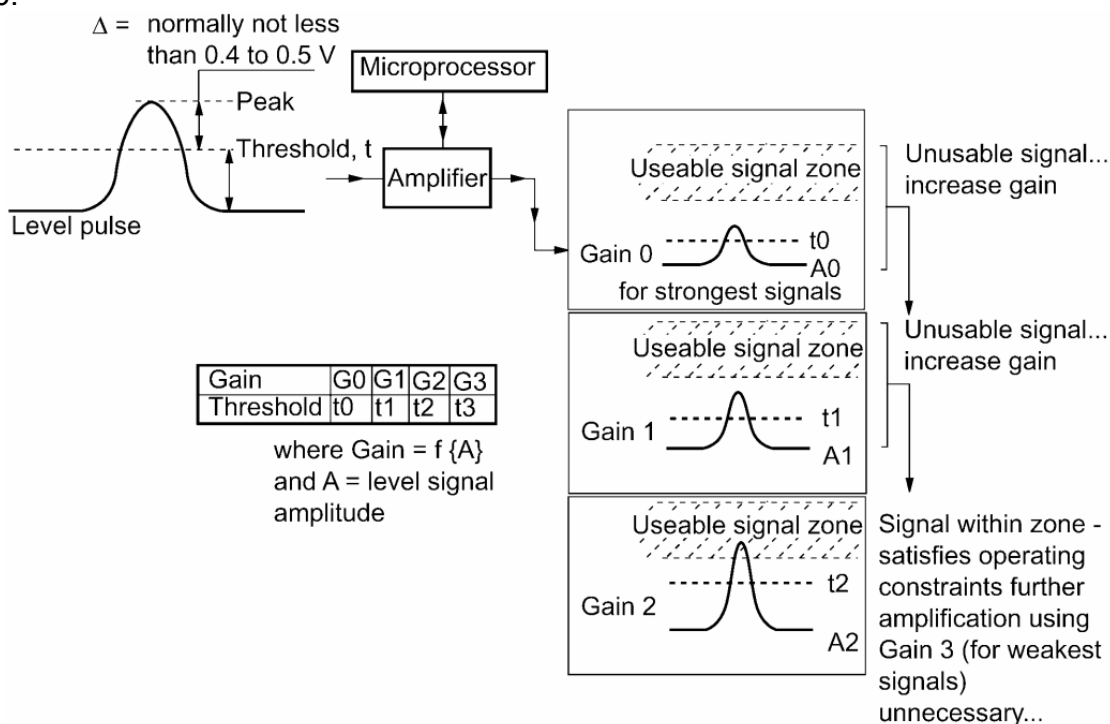 Δ = normally not less
than 0.4 to 0.5 V
Peak
Threshold, t
Level pulse
Microprocessor
Amplifier
Useable signal zone
Gain 0
t0
A0
for strongest signals
Unusable signal...
increase gain
Useable signal zone
Gain 1
t1
A1
Unusable signal...
increase gain
Useable signal zone
Gain 2
t2
A2
Signal within zone -
satisfies operating
constraints further
amplification using
Gain 3 (for weakest
signals)
unnecessary...
Gain G0 G1 G2 G3
Threshold t0 t1 t2 t3
where Gain = f {A}
and A = level signal
amplitude